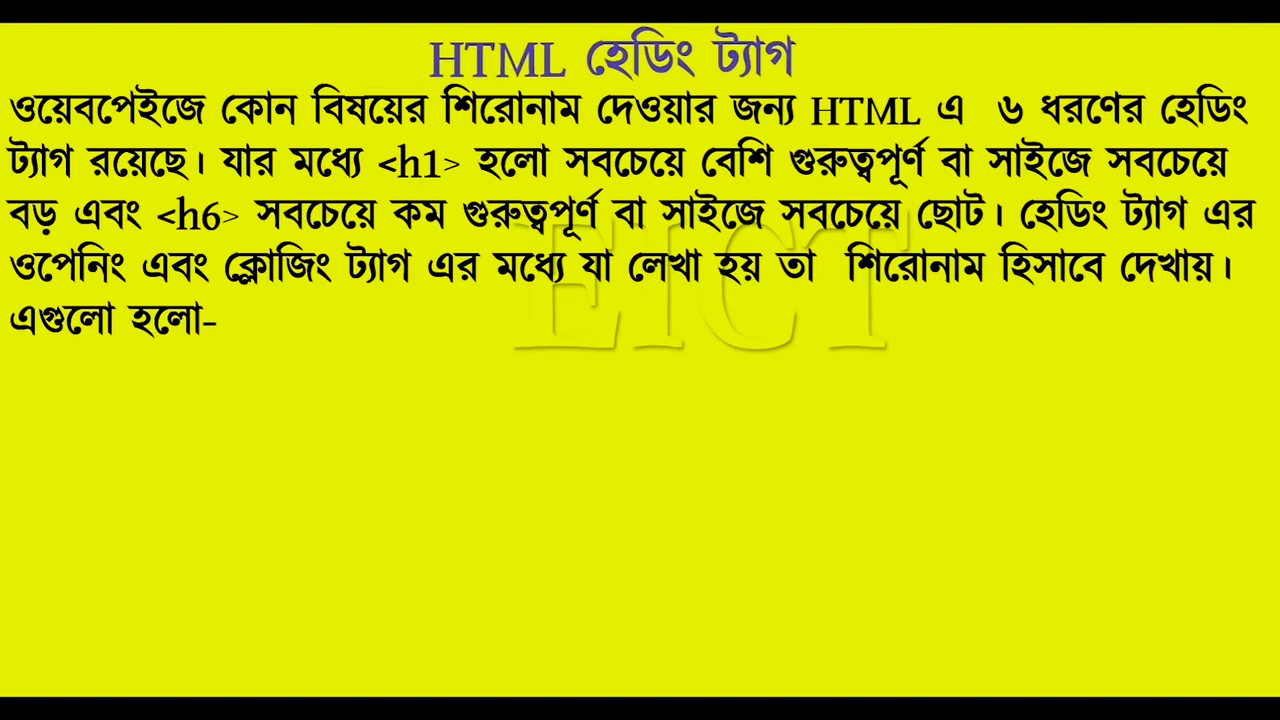 HTML হেডিং ট্যাগ
ওয়েবপেইজে কোন বিষয়ের শিরোনাম দেওয়ার জন্য HTML এ ৬ ধরণের হেডিং
ট্যাগ রয়েছে। যার মধ্যে <h1> হলো সবচেয়ে বেশি গুরুত্বপূর্ণ বা সাইজে সবচেয়ে
বড় এবং <h6> সবচেয়ে কম গুরুত্বপূর্ণ বা সাইজে সবচেয়ে ছোট। হেডিং ট্যাগ এর
ওপেনিং এবং ক্লোজিং ট্যাগ এর মধ্যে যা লেখা হয় তা শিরোনাম হিসাবে দেখায়।
এগুলো হলো-
EICT